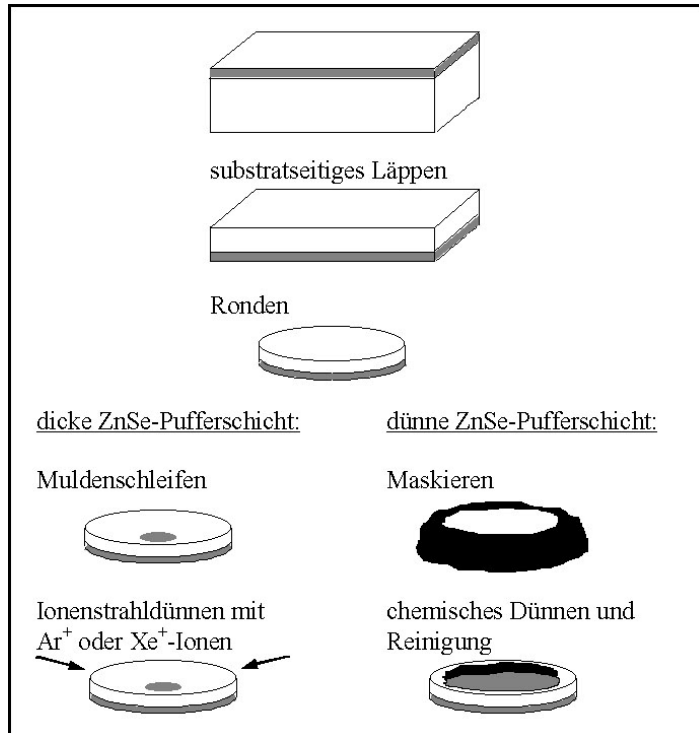 substratseitiges Läppen
Ronden
dicke ZnSe-Pufferschicht:
Muldenschleifen
Ionenstrahldünnen mit
Ar⁺ oder Xe⁺-Ionen
dünne ZnSe-Pufferschicht:
Maskieren
chemisches Dünnen und
Reinigung